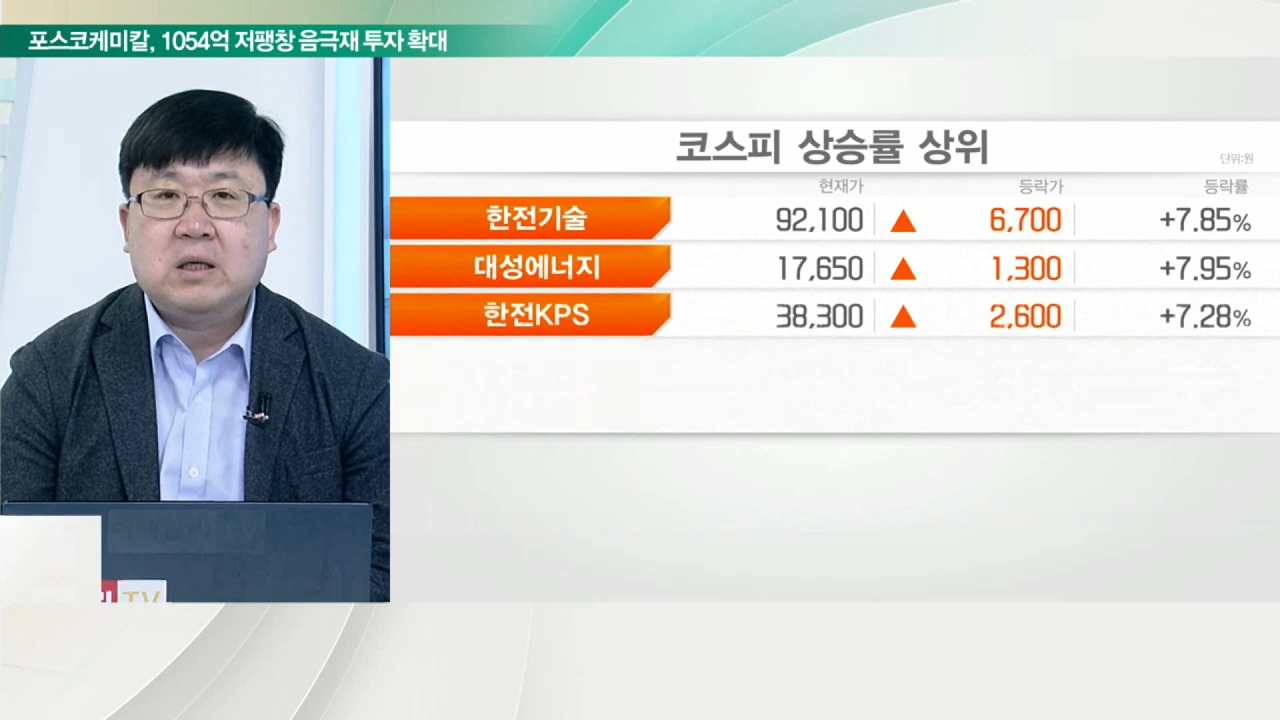 포스코케미칼, 1054억 저팽창 음극재 투자 확대
코스피 상승률 상위
단위:원
현재가 등락가 등락률
한전기술 92,100 ▲ 6,700 +7.85%
대성에너지 17,650 ▲ 1,300 +7.95%
한전KPS 38,300 ▲ 2,600 +7.28%
TV